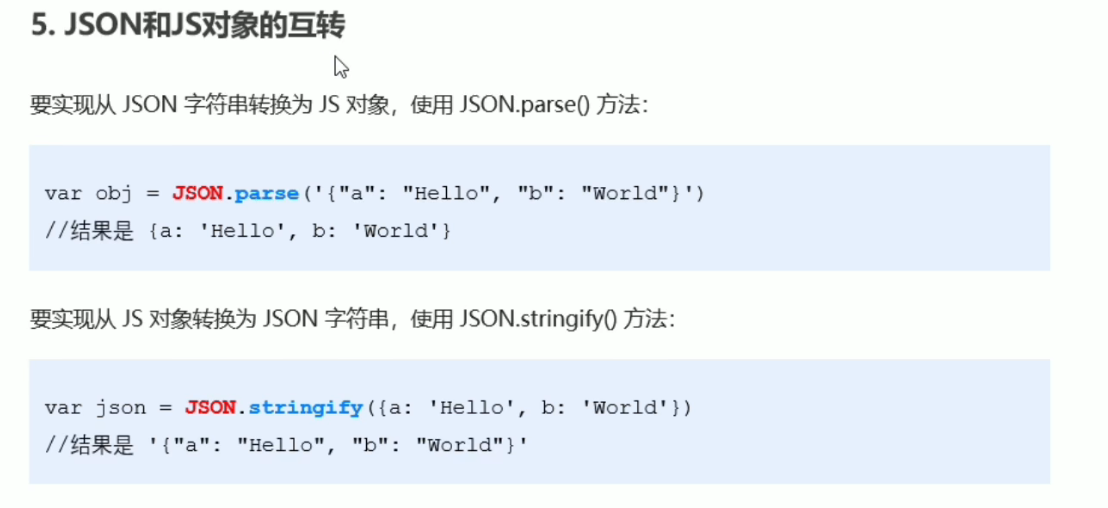 5. JSON和JS对象的互转
要实现从 JSON 字符串转换为 JS 对象，使用 JSON.parse() 方法：
var obj = JSON.parse('{"a": "Hello", "b": "World"}')
//结果是 {a: 'Hello', b: 'World'}
要实现从 JS 对象转换为 JSON 字符串，使用 JSON.stringify() 方法：
var json = JSON.stringify({a: 'Hello', b: 'World'})
//结果是 '{"a": "Hello", "b": "World"}'